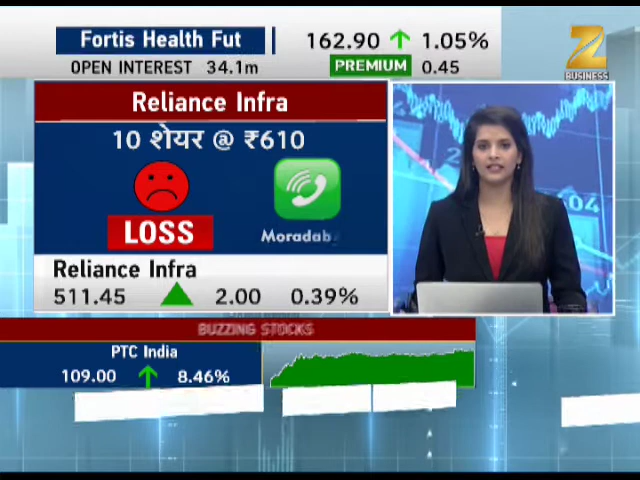 Fortis Health Fut
162.90 1.05%
OPEN INTEREST 34.1m
PREMIUM 0.45
Z
BUSINESS
Reliance Infra
10 शेयर @ ₹610
LOSS
Reliance Infra
511.45 2.00 0.39%
04
BUZZING STOCKS
PTC India
109.00 8.46%